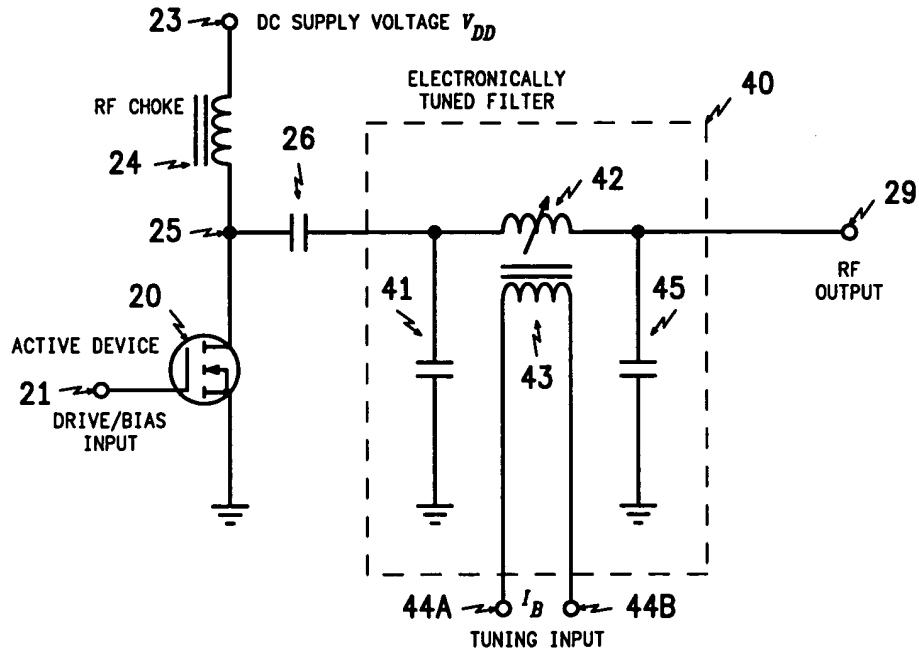 23
DC SUPPLY VOLTAGE V_DD
ELECTRONICALLY
TUNED FILTER
40
RF CHOKE
24
26
42
29
25
RF
OUTPUT
20
41
45
ACTIVE DEVICE
43
21
DRIVE/BIAS
INPUT
44A
I_B
44B
TUNING INPUT